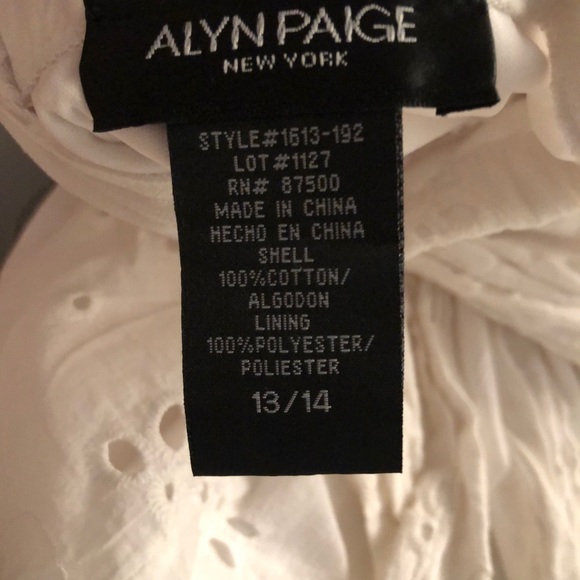 ALYN PAIGE
NEW YORK
STYLE#1613-192
LOT#1127
RN# 87500
MADE IN CHINA
HECHO EN CHINA
SHELL
100%COTTON/
ALGODON
LINING
100%POLYESTER/
POLIESTER
13/14